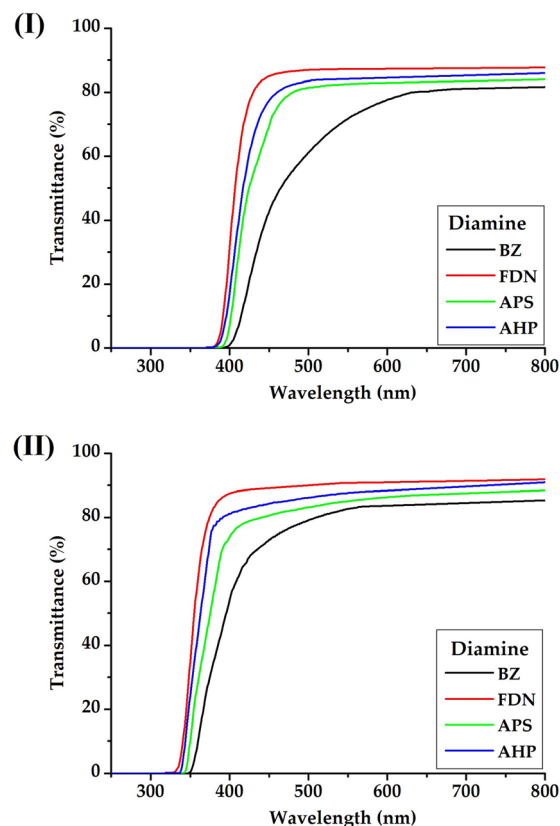 (I)
100
80
60
40
20
0
Transmittance (%)
300 400 500 600 700 800
Wavelength (nm)
Diamine
BZ
FDN
APS
AHP
(II)
100
80
60
40
20
0
Transmittance (%)
300 400 500 600 700 800
Wavelength (nm)
Diamine
BZ
FDN
APS
AHP